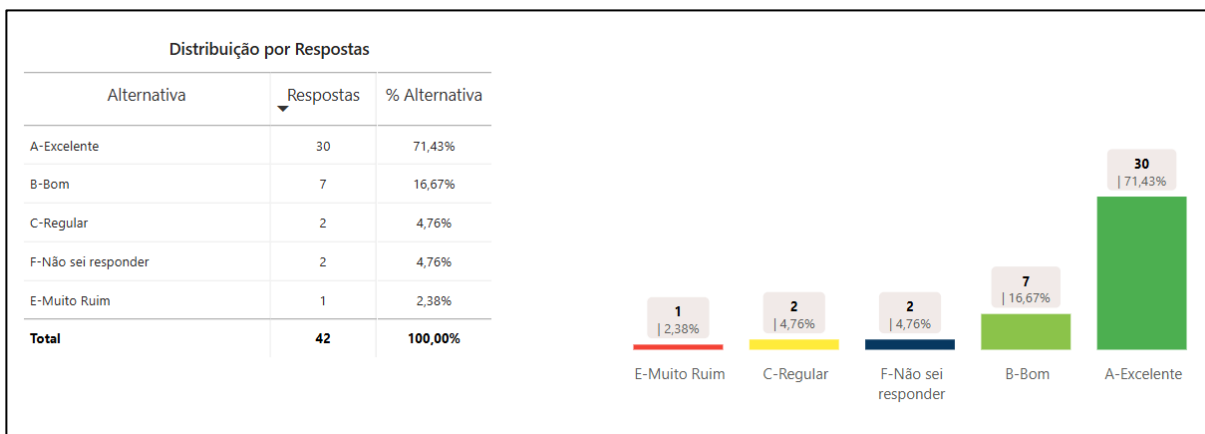 Distribuição por Respostas
Alternativa Respostas % Alternativa
A-Excelente 30 71,43%
B-Bom 7 16,67%
C-Regular 2 4,76%
F-Não sei responder 2 4,76%
E-Muito Ruim 1 2,38%
Total 42 100,00%
1
| 2,38%
2
| 4,76%
2
| 4,76%
7
| 16,67%
30
| 71,43%
E-Muito Ruim
C-Regular
F-Não sei
responder
B-Bom
A-Excelente